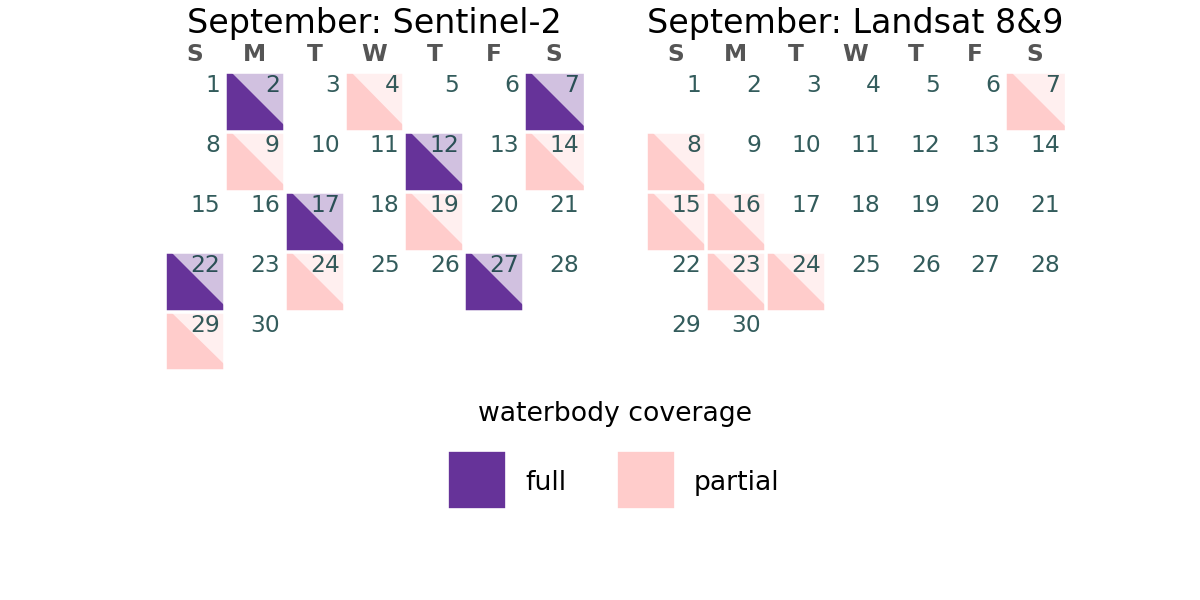 September: Sentinel-2
S M T W T F S
1 2 3 4 5 6 7
8 9 10 11 12 13 14
15 16 17 18 19 20 21
22 23 24 25 26 27 28
29 30
September: Landsat 8&9
S M T W T F S
1 2 3 4 5 6 7
8 9 10 11 12 13 14
15 16 17 18 19 20 21
22 23 24 25 26 27 28
29 30
waterbody coverage
full partial